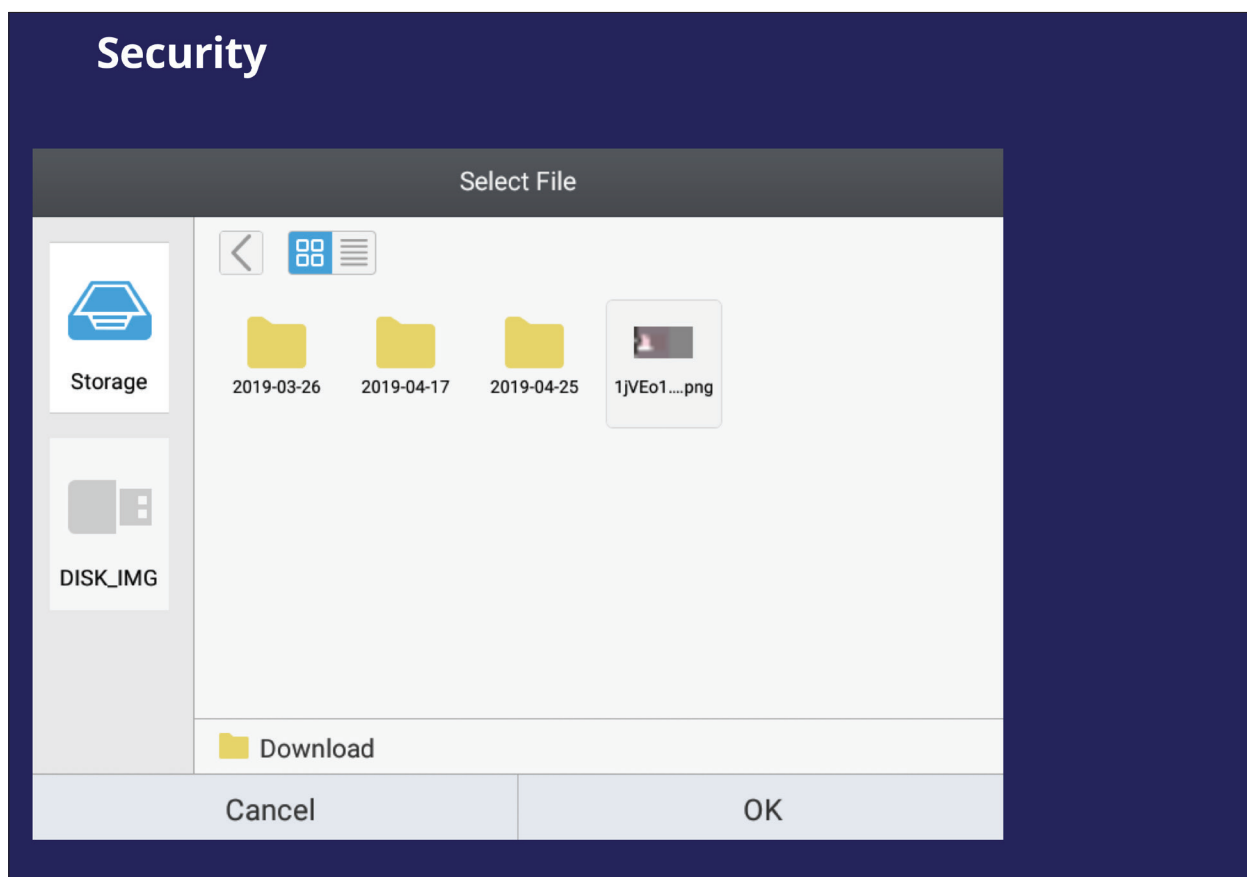 Security
Select File
Storage
2019-03-26 2019-04-17 2019-04-25 1jVEo1....png
DISK_IMG
Download
Cancel OK